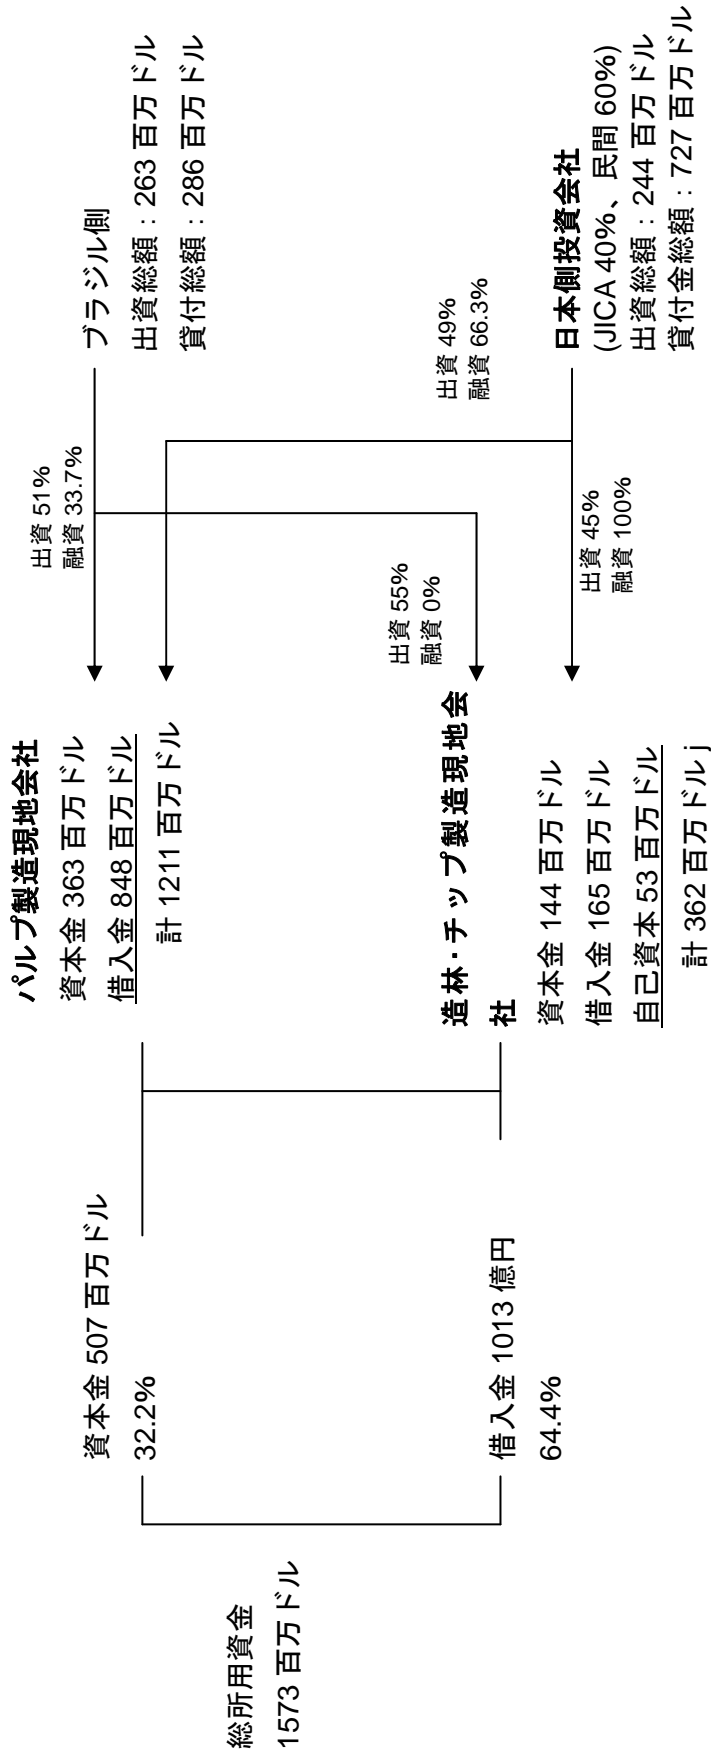 総所用資金
1573 百万ドル
資本金 507 百万ドル
32.2%
借入金 1013 億円
64.4%
パルプ製造現地会社
資本金 363 百万ドル
借入金 848 百万ドル
計 1211 百万ドル
造林・チップ製造現地会
社
資本金 144 百万ドル
借入金 165 百万ドル
自己資本 53 百万ドル
計 362 百万ドル j
出資 51%
融資 33.7%
出資 55%
融資 0%
出資 49%
融資 66.3%
出資 45%
融資 100%
ブラジル側
出資総額：263 百万ドル
貸付総額：286 百万ドル
日本側投資会社
(JICA 40%、民間 60%)
出資総額：244 百万ドル
貸付金総額：727 百万ドル